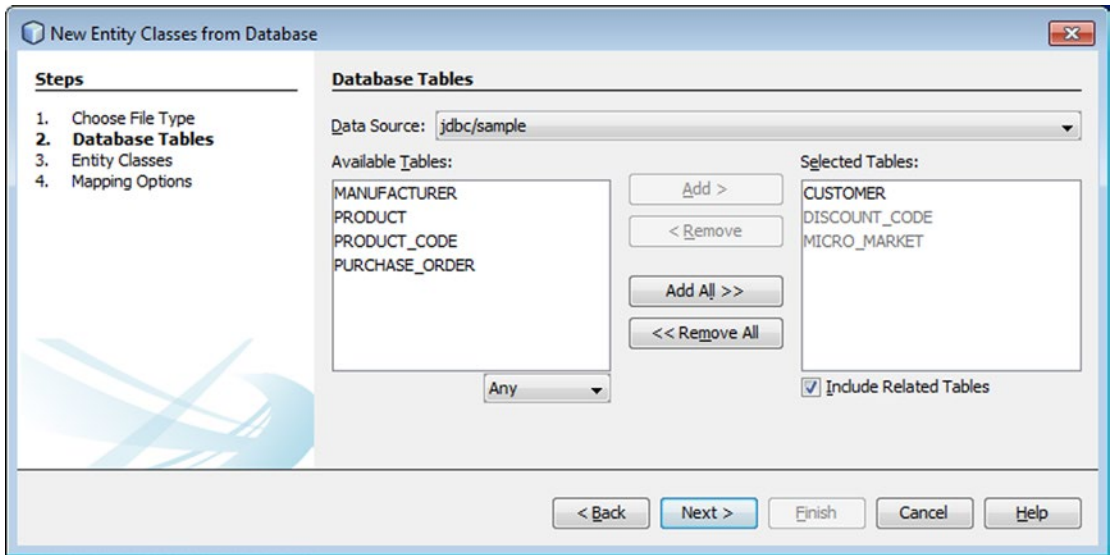 New Entity Classes from Database
Steps
1. Choose File Type
2. Database Tables
3. Entity Classes
4. Mapping Options
Database Tables
Data Source: jdbc/sample
Available Tables:
MANUFACTURER
PRODUCT
PRODUCT_CODE
PURCHASE_ORDER
Any
Add >
< Remove
Add All >>
<< Remove All
Selected Tables:
CUSTOMER
DISCOUNT_CODE
MICRO_MARKET
Include Related Tables
< Back Next > Finish Cancel Help